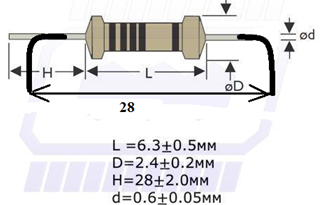 ød
H
L
øD
28
L =6.3±0.5мм
D=2.4±0.2мм
H=28±2.0мм
d=0.6±0.05мм